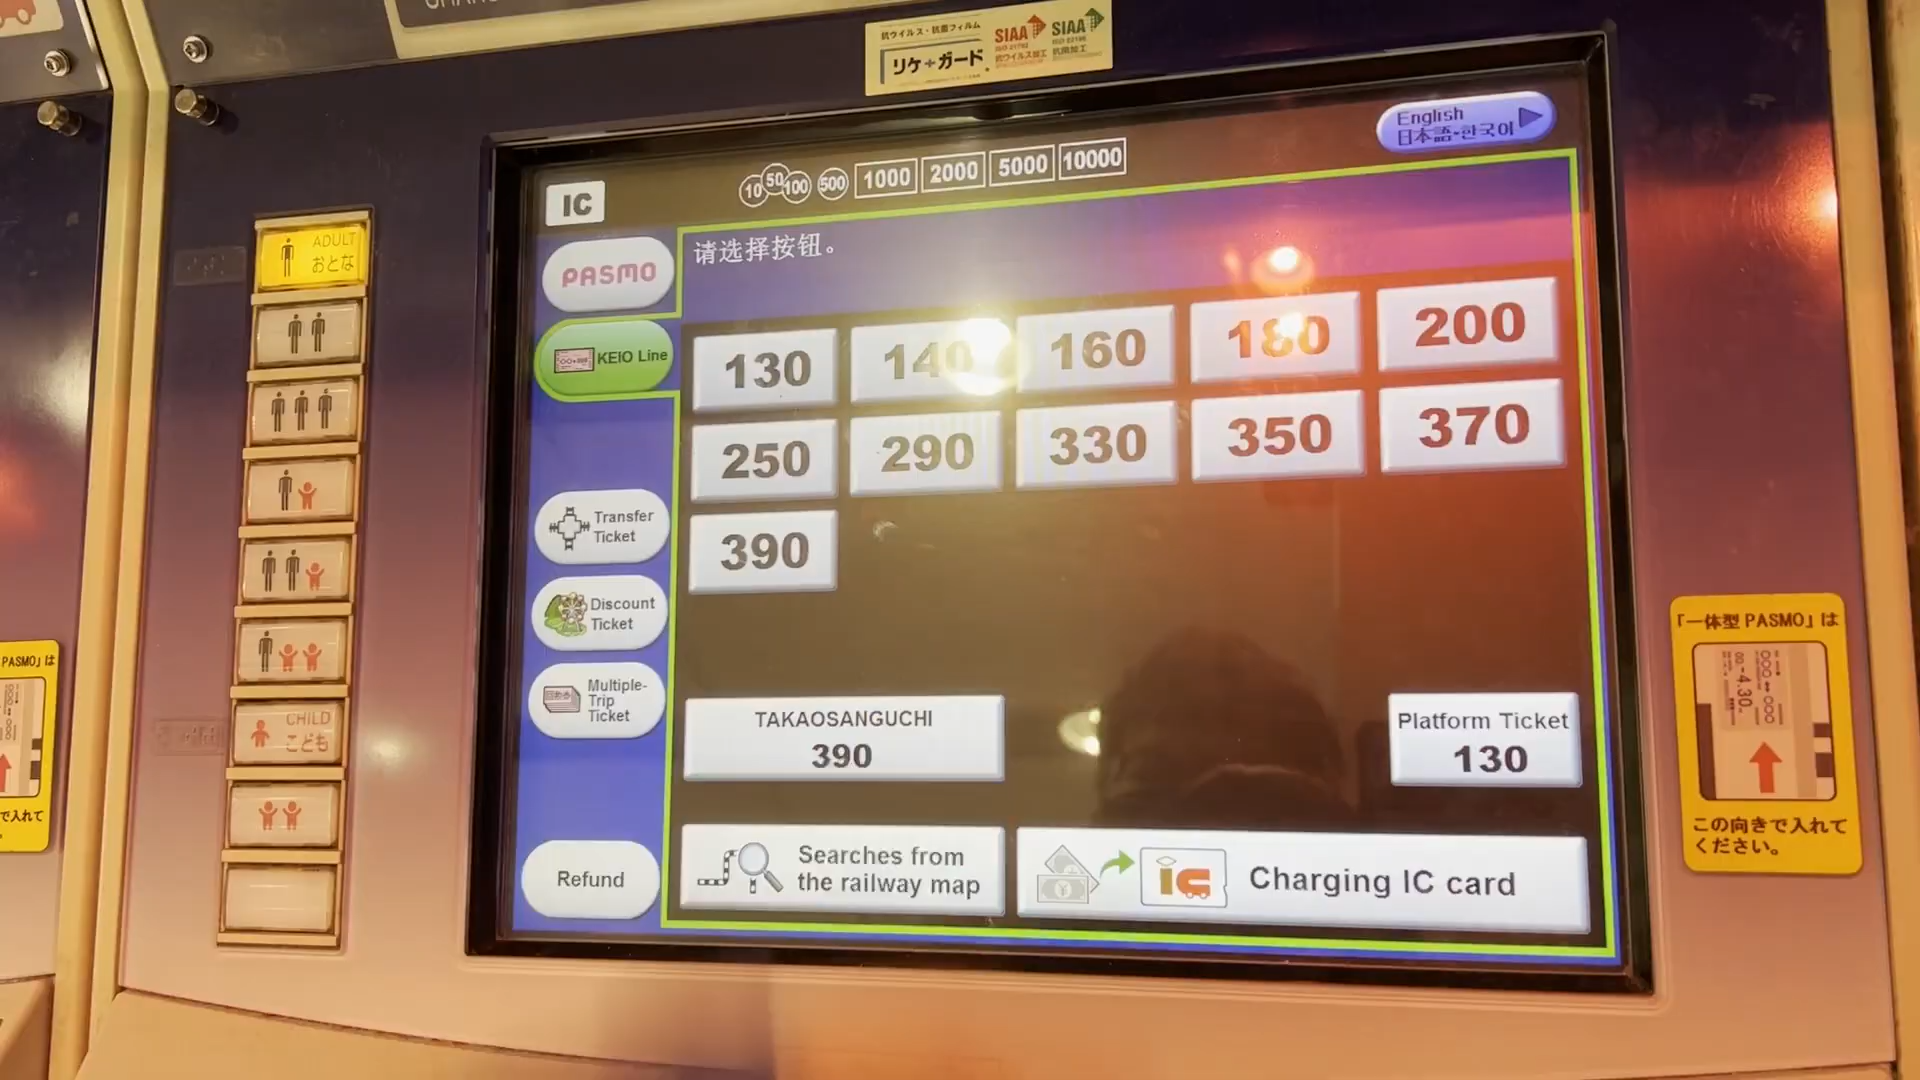 抗ウイルス・抗菌フィルム
リケ+ガード
SIAA
ISO 21702
抗ウイルス加工
SIAA
ISO 22196
抗菌加工
English
日本語・한국어
IC
10 50 100 500 1000 2000 5000 10000
PASMO
请选择按钮。
KEIO Line
130 140 160 180 200
250 290 330 350 370
390
Transfer
Ticket
Discount
Ticket
Multiple-
Trip
Ticket
Refund
TAKAOSANGUCHI
390
Platform Ticket
130
Searches from
the railway map
Charging IC card
ADULT
おとな
CHILD
こども
「一体型 PASMO」は
この向きで入れて
ください。
PASMO」は
で入れて